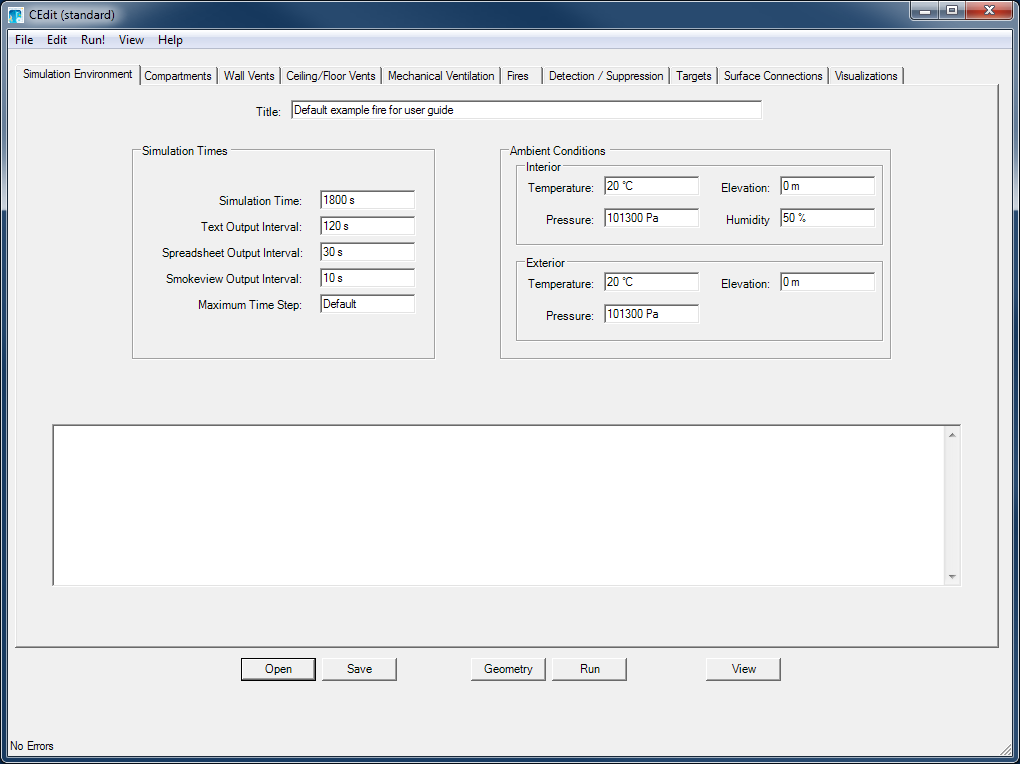 CEdit (standard)
File Edit Run! View Help
Simulation Environment Compartments Wall Vents Ceiling/Floor Vents Mechanical Ventilation Fires Detection / Suppression Targets Surface Connections Visualizations
Title: Default example fire for user guide
Simulation Times
Simulation Time: 1800 s
Text Output Interval: 120 s
Spreadsheet Output Interval: 30 s
Smokeview Output Interval: 10 s
Maximum Time Step: Default
Ambient Conditions
Interior
Temperature: 20 °C Elevation: 0 m
Pressure: 101300 Pa Humidity 50 %
Exterior
Temperature: 20 °C Elevation: 0 m
Pressure: 101300 Pa
Open Save Geometry Run View
No Errors